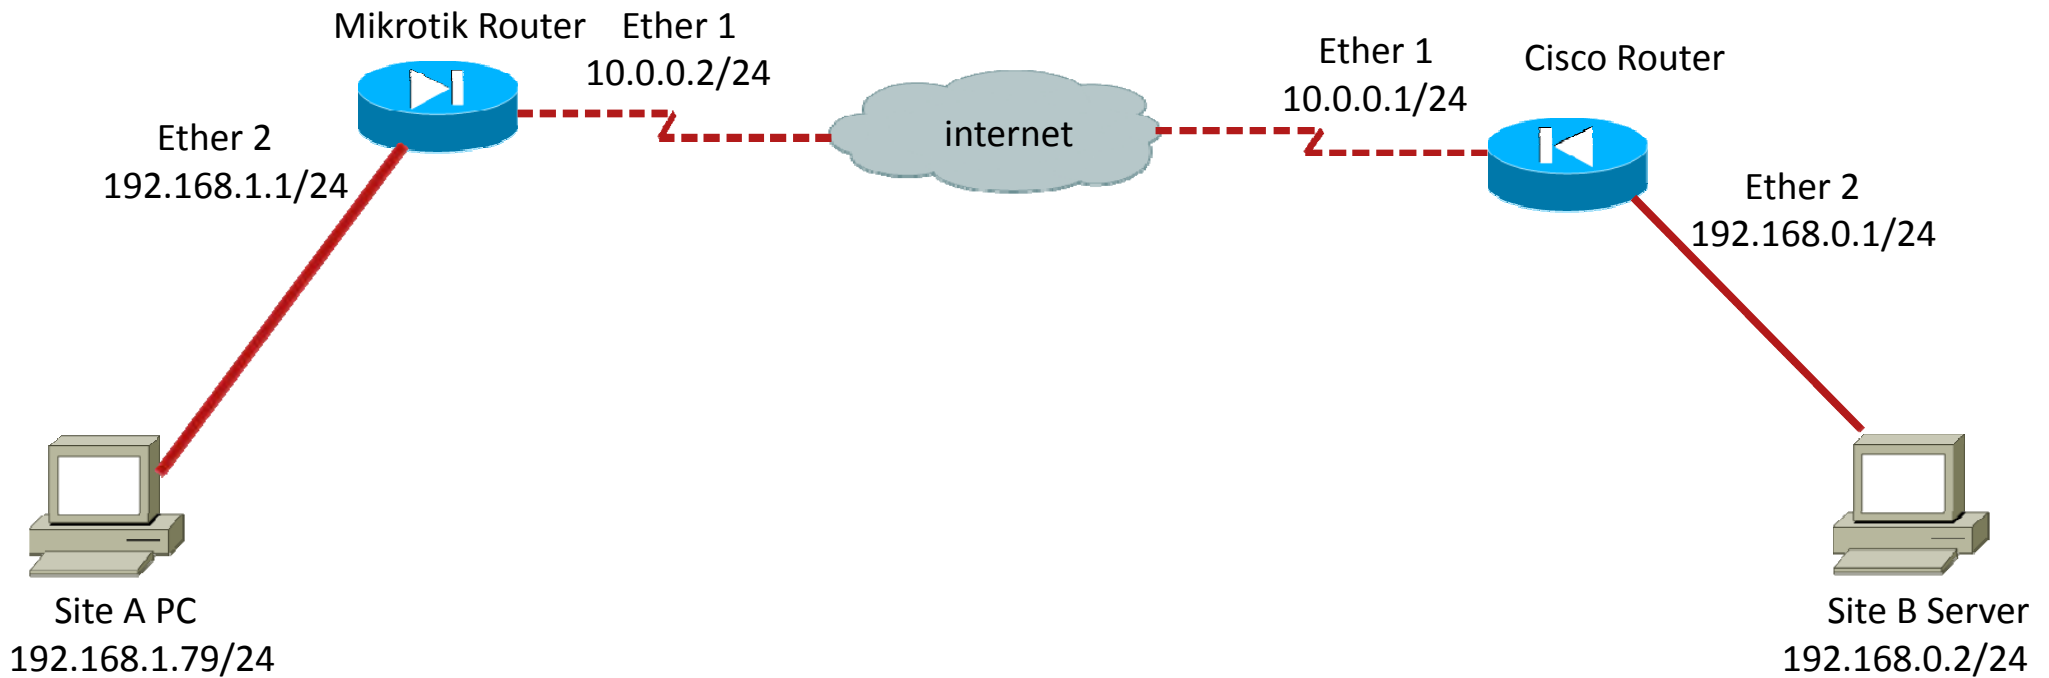 Mikrotik Router
Ether 1
10.0.0.2/24
Ether 1
10.0.0.1/24
Cisco Router
Ether 2
192.168.1.1/24
internet
Ether 2
192.168.0.1/24
Site A PC
192.168.1.79/24
Site B Server
192.168.0.2/24